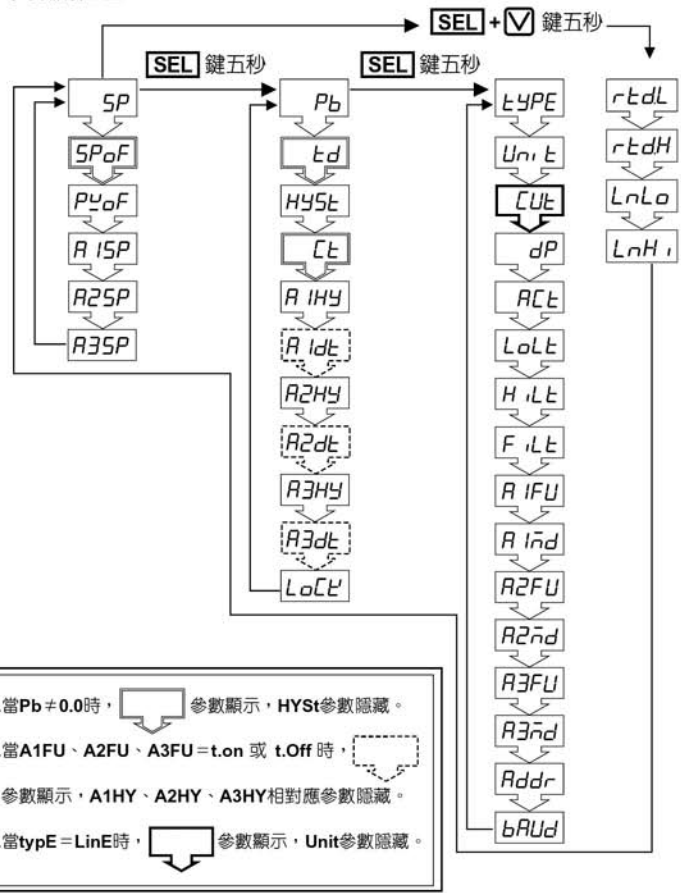 SEL + V 鍵五秒
SEL 鍵五秒
SEL 鍵五秒
SP
SPoF
PVoF
A1SP
A2SP
A3SP
Pb
td
HYSt
Ct
A1HY
A1dt
A2HY
A2dt
A3HY
A3dt
LoCK
tYPE
Unit
CUt
dP
ACt
LoLt
HiLt
FiLt
A1FU
A1md
A2FU
A2md
A3FU
A3md
Addr
bAUd
rtd.L
rtd.H
LnLo
LnHi
當Pb≠0.0時， 參數顯示，HYSt參數隱藏。
當A1FU、A2FU、A3FU＝t.on 或 t.Off 時，
參數顯示，A1HY、A2HY、A3HY相對應參數隱藏。
當typE＝LinE時， 參數顯示，Unit參數隱藏。